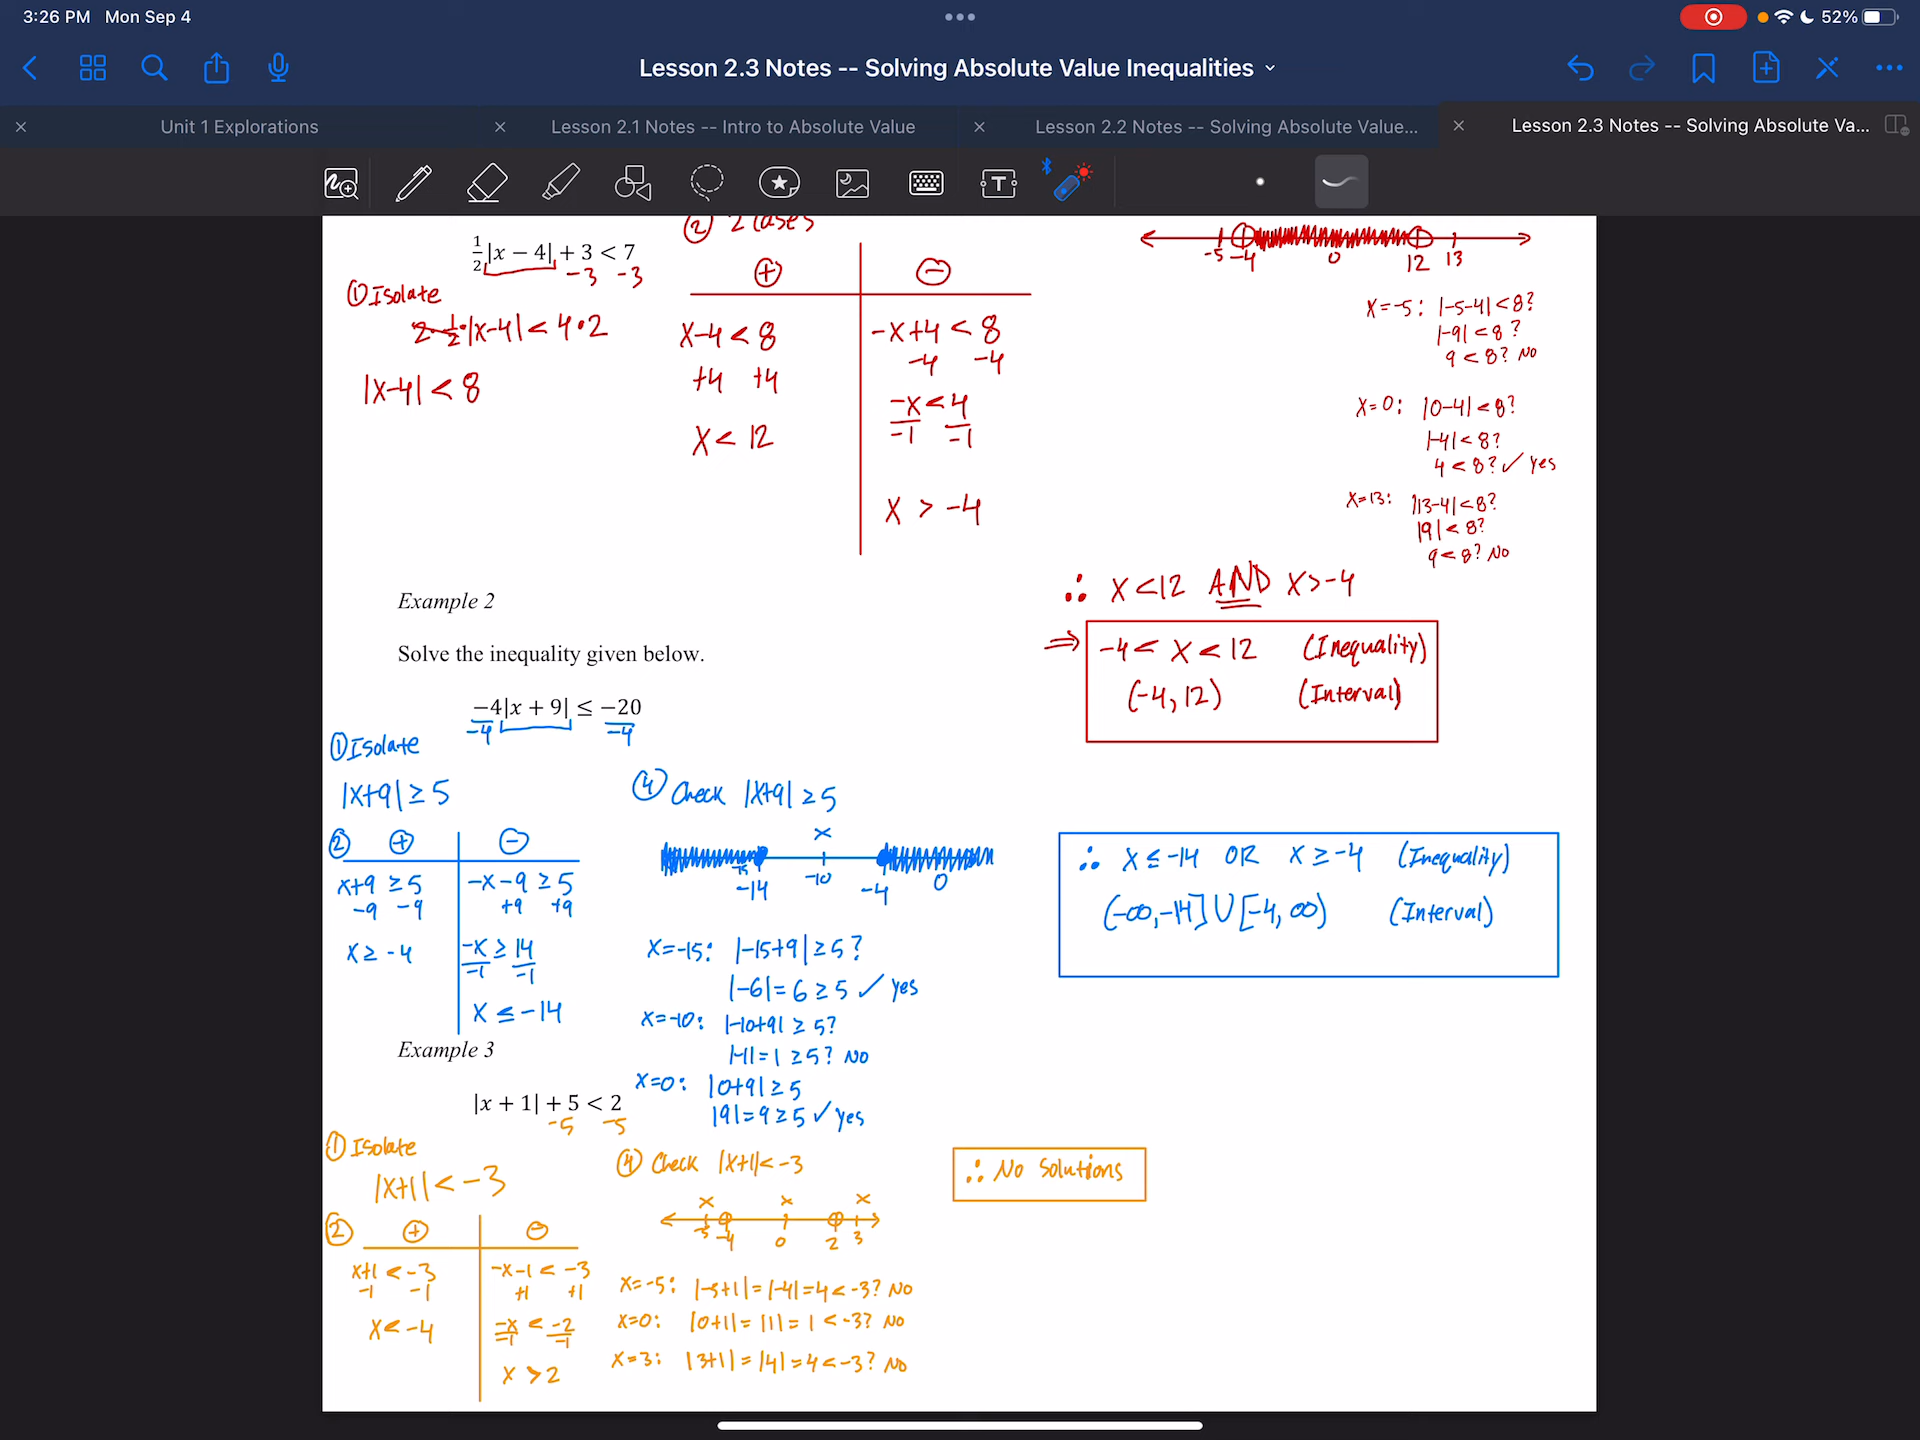 3:26 PM Mon Sep 4
52%
Lesson 2.3 Notes -- Solving Absolute Value Inequalities
Unit 1 Explorations
Lesson 2.1 Notes -- Intro to Absolute Value
Lesson 2.2 Notes -- Solving Absolute Value...
Lesson 2.3 Notes -- Solving Absolute Va...
½|x − 4| + 3 < 7
−3 −3
① Isolate
2·½·|x−4| < 4·2
|x−4| < 8
② 2 Cases
⊕ ⊖
x−4 < 8
+4 +4
x < 12
−x+4 < 8
−4 −4
−x < 4
−1 −1
x > −4
−5 −4 0 12 13
x=−5: |−5−4| < 8?
|−9| < 8?
9 < 8? NO
x=0: |0−4| < 8?
|−4| < 8?
4 < 8? ✓ Yes
x=13: |13−4| < 8?
|9| < 8?
9 < 8? NO
∴ x < 12 AND x > −4
⇒ −4 < x < 12 (Inequality)
(−4, 12) (Interval)
Example 2
Solve the inequality given below.
−4|x + 9| ≤ −20
−4 −4
① Isolate
|x+9| ≥ 5
② ⊕ ⊖
x+9 ≥ 5
−9 −9
x ≥ −4
−x−9 ≥ 5
+9 +9
−x ≥ 14
−1 −1
x ≤ −14
④ Check |x+9| ≥ 5
x
−15 −14 −10 −4 0
x=−15: |−15+9| ≥ 5?
|−6| = 6 ≥ 5 ✓ Yes
x=−10: |−10+9| ≥ 5?
|−1| = 1 ≥ 5? NO
x=0: |0+9| ≥ 5
|9| = 9 ≥ 5 ✓ Yes
∴ x ≤ −14 OR x ≥ −4 (Inequality)
(−∞, −14] ∪ [−4, ∞) (Interval)
Example 3
|x + 1| + 5 < 2
−5 −5
① Isolate
|x+1| < −3
② ⊕ ⊖
x+1 < −3
−1 −1
x < −4
−x−1 < −3
+1 +1
−x < −2
−1 −1
x > 2
④ Check |x+1| < −3
x x x
−5 −4 0 2 3
x=−5: |−5+1| = |−4| = 4 < −3? NO
x=0: |0+1| = |1| = 1 < −3? NO
x=3: |3+1| = |4| = 4 < −3? NO
∴ No Solutions